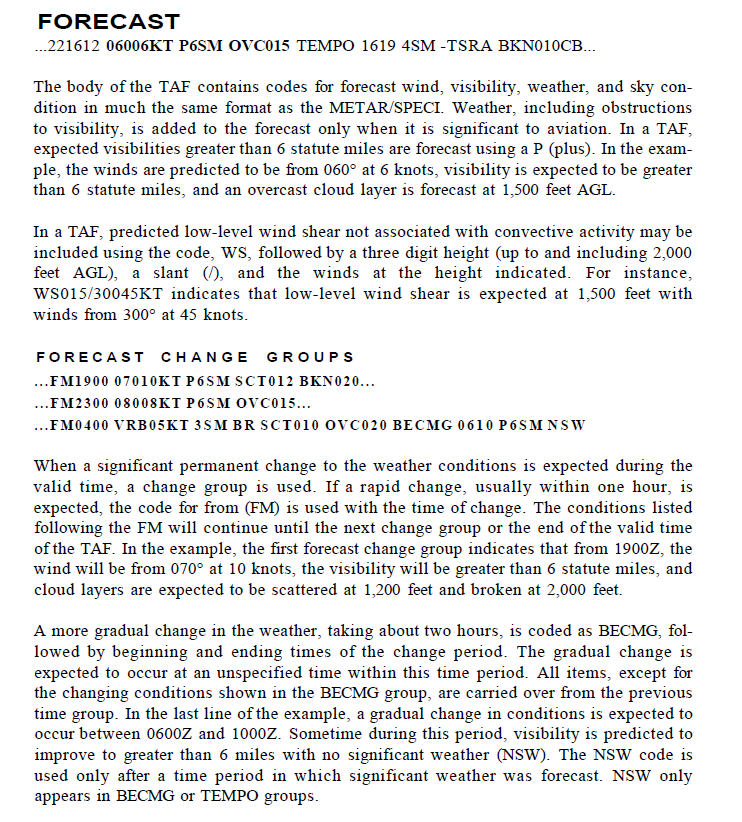 FORECAST
...221612 06006KT P6SM OVC015 TEMPO 1619 4SM -TSRA BKN010CB...
The body of the TAF contains codes for forecast wind, visibility, weather, and sky con-
dition in much the same format as the METAR/SPECI. Weather, including obstructions
to visibility, is added to the forecast only when it is significant to aviation. In a TAF,
expected visibilities greater than 6 statute miles are forecast using a P (plus). In the exam-
ple, the winds are predicted to be from 060° at 6 knots, visibility is expected to be greater
than 6 statute miles, and an overcast cloud layer is forecast at 1,500 feet AGL.
In a TAF, predicted low-level wind shear not associated with convective activity may be
included using the code, WS, followed by a three digit height (up to and including 2,000
feet AGL), a slant (/), and the winds at the height indicated. For instance,
WS015/30045KT indicates that low-level wind shear is expected at 1,500 feet with
winds from 300° at 45 knots.
FORECAST CHANGE GROUPS
...FM1900 07010KT P6SM SCT012 BKN020...
...FM2300 08008KT P6SM OVC015...
...FM0400 VRB05KT 3SM BR SCT010 OVC020 BECMG 0610 P6SM NSW
When a significant permanent change to the weather conditions is expected during the
valid time, a change group is used. If a rapid change, usually within one hour, is
expected, the code for from (FM) is used with the time of change. The conditions listed
following the FM will continue until the next change group or the end of the valid time
of the TAF. In the example, the first forecast change group indicates that from 1900Z, the
wind will be from 070° at 10 knots, the visibility will be greater than 6 statute miles, and
cloud layers are expected to be scattered at 1,200 feet and broken at 2,000 feet.
A more gradual change in the weather, taking about two hours, is coded as BECMG, fol-
lowed by beginning and ending times of the change period. The gradual change is
expected to occur at an unspecified time within this time period. All items, except for
the changing conditions shown in the BECMG group, are carried over from the previous
time group. In the last line of the example, a gradual change in conditions is expected to
occur between 0600Z and 1000Z. Sometime during this period, visibility is predicted to
improve to greater than 6 miles with no significant weather (NSW). The NSW code is
used only after a time period in which significant weather was forecast. NSW only
appears in BECMG or TEMPO groups.